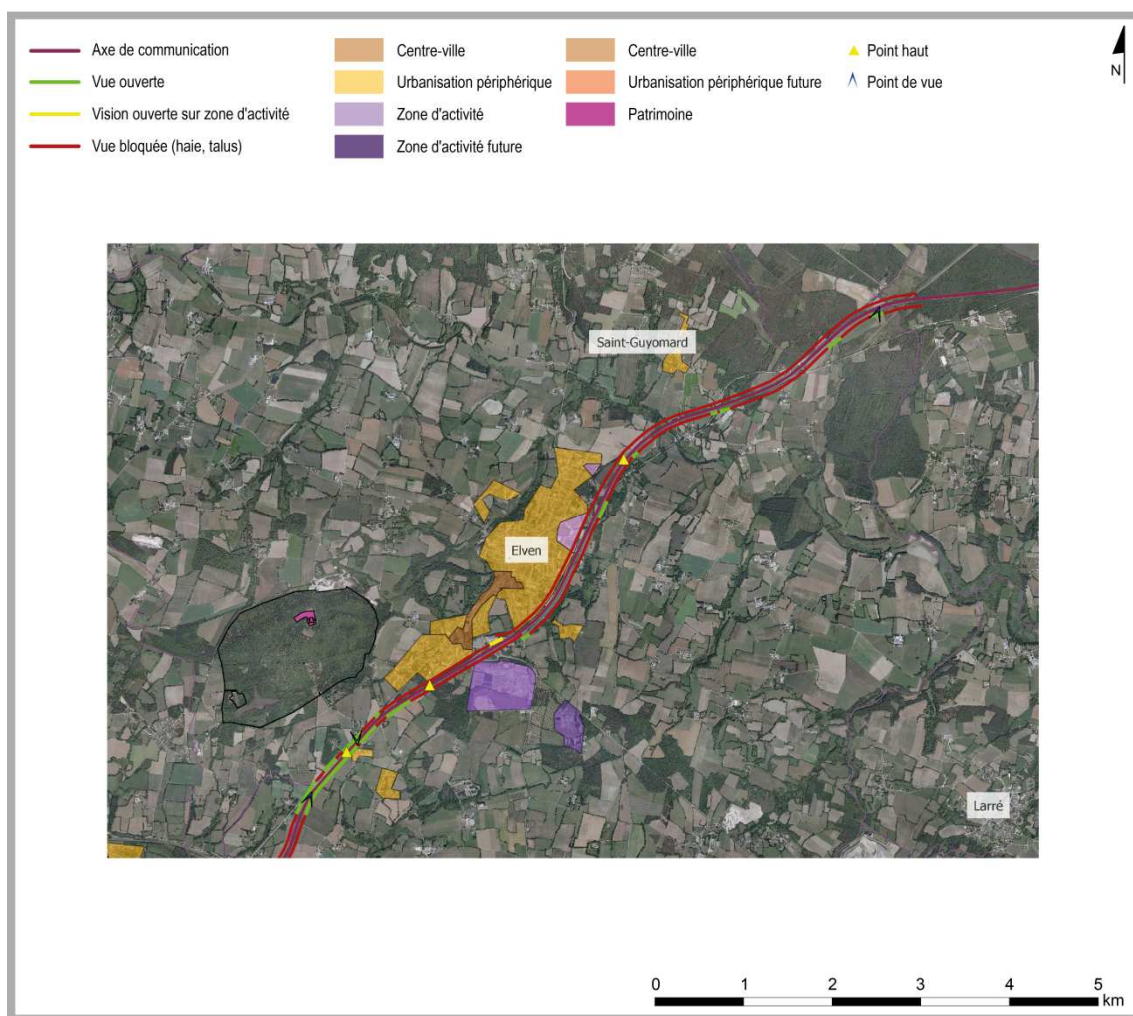 Axe de communication
Vue ouverte
Vision ouverte sur zone d'activité
Vue bloquée (haie, talus)
Centre-ville
Urbanisation périphérique
Zone d'activité
Zone d'activité future
Centre-ville
Urbanisation périphérique future
Patrimoine
Point haut
Point de vue
N
Saint-Guyomard
Elven
Larré
0 1 2 3 4 5
km